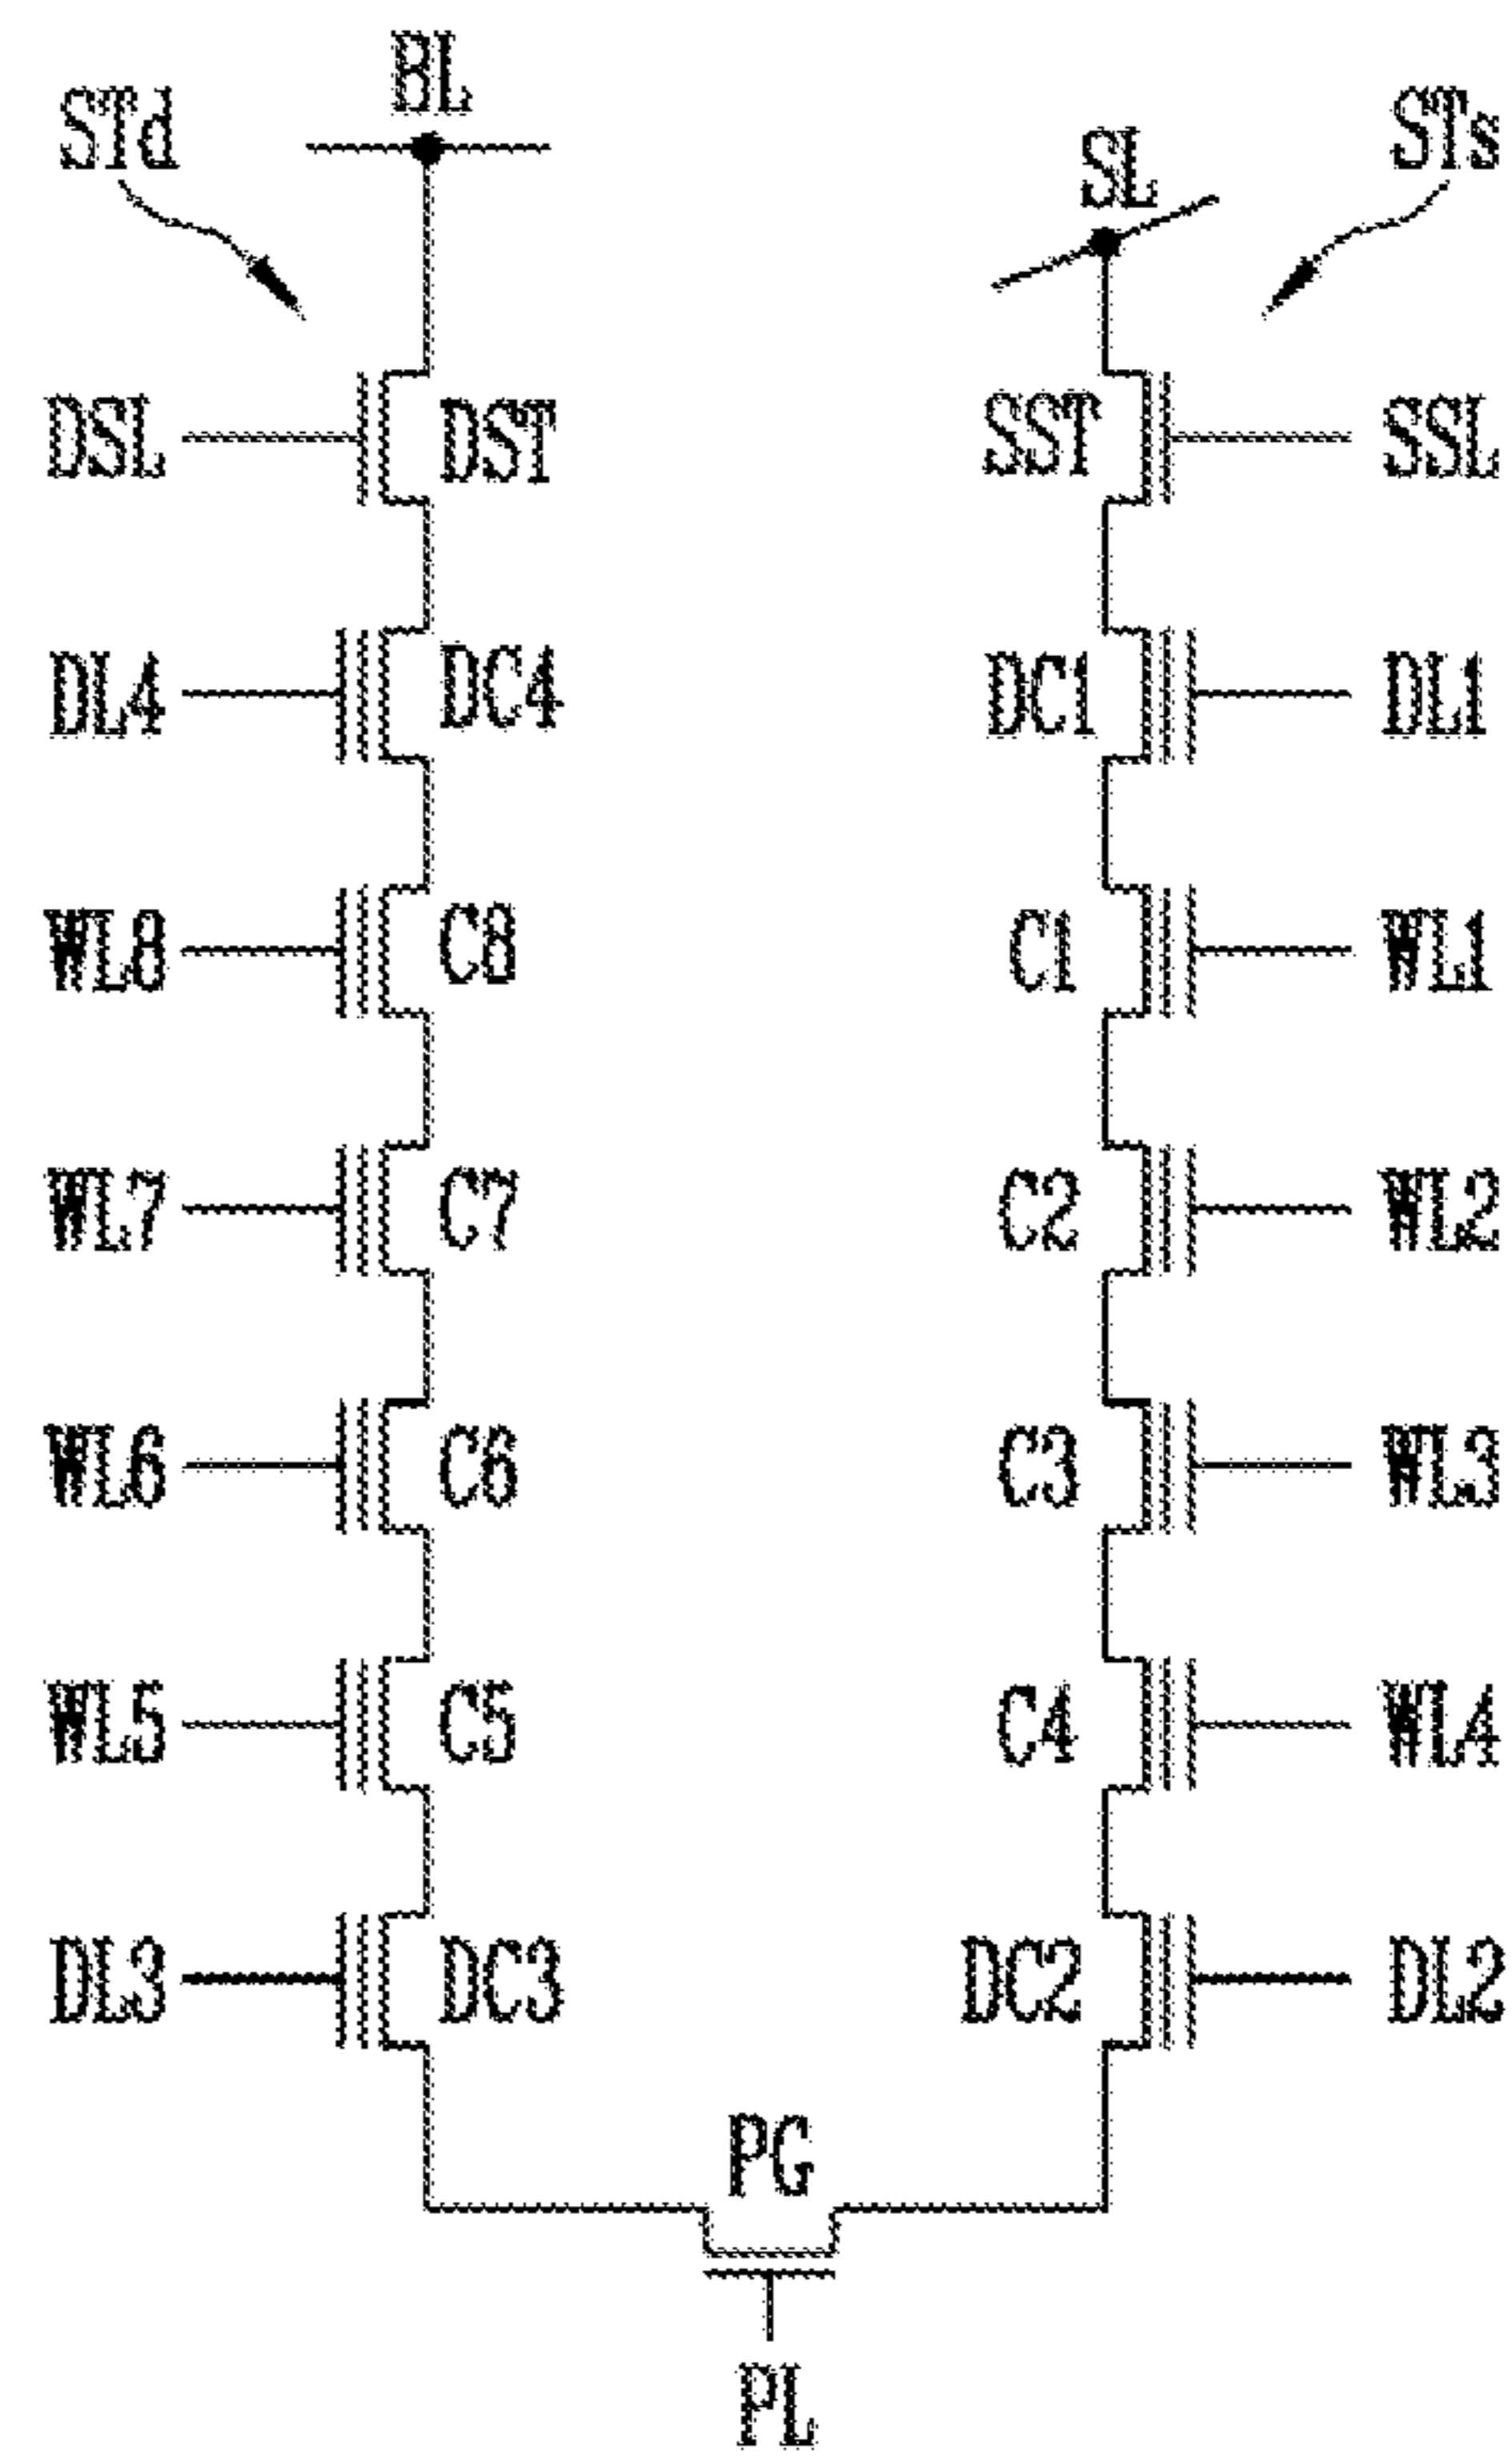 BL
STd
STs
SL
DSL DST SST SSL
DL4 DC4 DC1 DL1
WL8 C8 C1 WL1
WL7 C7 C2 WL2
WL6 C6 C3 WL3
WL5 C5 C4 WL4
DL3 DC3 DC2 DL2
PG
PL